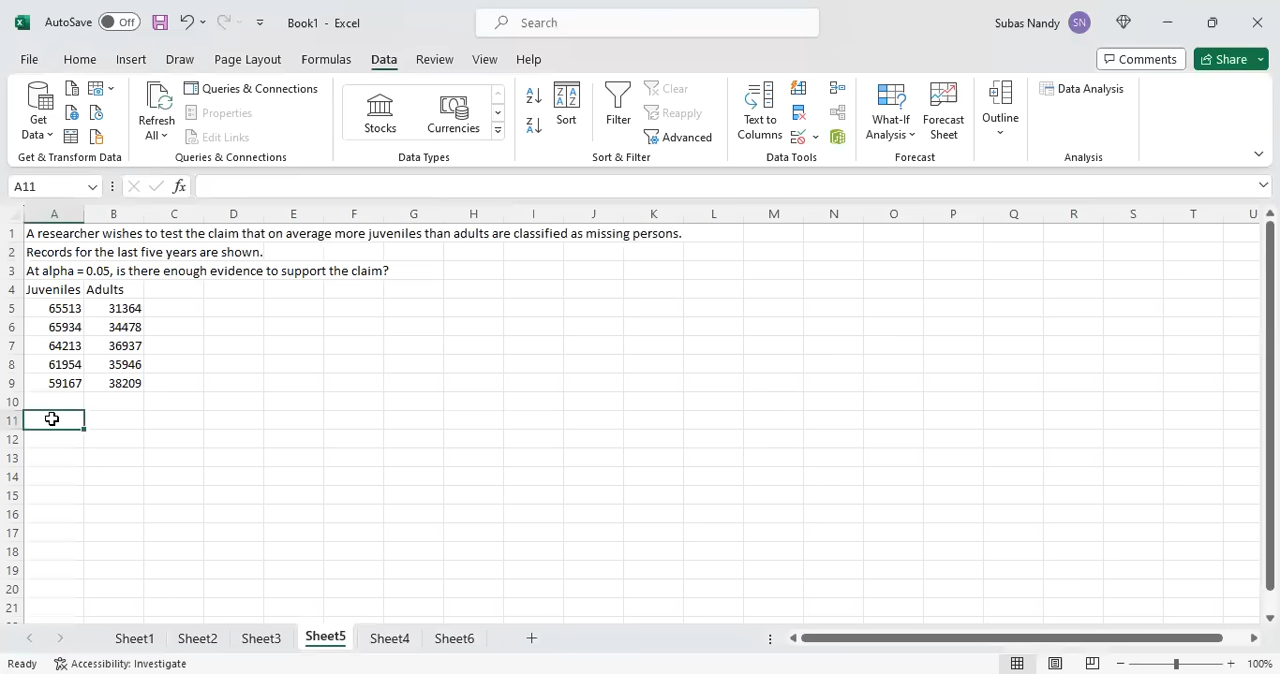 AutoSave Off Book1 - Excel Search Subas Nandy SN
File Home Insert Draw Page Layout Formulas Data Review View Help Comments Share
Get Data Refresh All Queries & Connections Properties Edit Links Stocks Currencies Sort Filter Clear Reapply Advanced Text to Columns What-If Analysis Forecast Sheet Outline Data Analysis
Get & Transform Data Queries & Connections Data Types Sort & Filter Data Tools Forecast Analysis
A11 fx
A B C D E F G H I J K L M N O P Q R S T U
1 A researcher wishes to test the claim that on average more juveniles than adults are classified as missing persons.
2 Records for the last five years are shown.
3 At alpha = 0.05, is there enough evidence to support the claim?
4 Juveniles Adults
5 65513 31364
6 65934 34478
7 64213 36937
8 61954 35946
9 59167 38209
10
11
12
13
14
15
16
17
18
19
20
21
Sheet1 Sheet2 Sheet3 Sheet5 Sheet4 Sheet6
Ready Accessibility: Investigate 100%